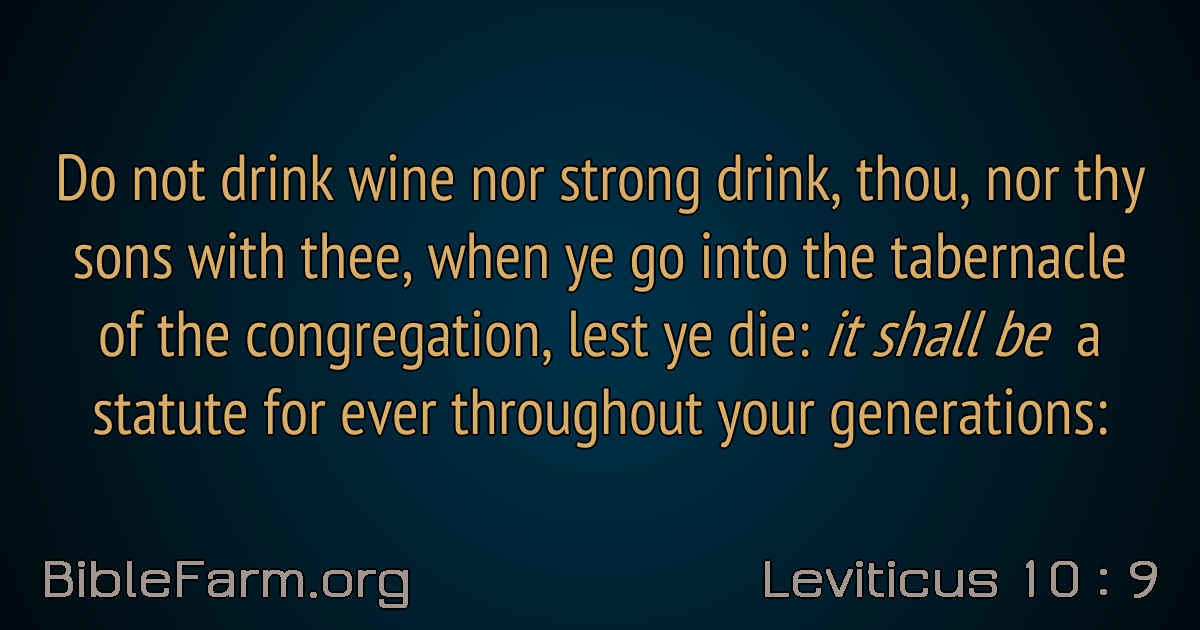 Do not drink wine nor strong drink, thou, nor thy
sons with thee, when ye go into the tabernacle
of the congregation, lest ye die: it shall be a
statute for ever throughout your generations:
BibleFarm.org
Leviticus 10 : 9